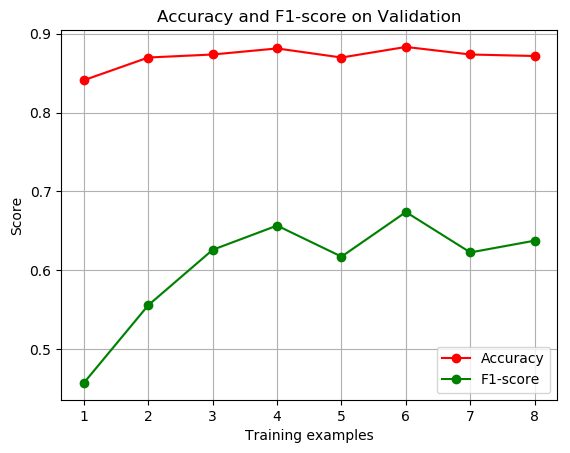 Accuracy and F1-score on Validation
0.9
0.8
0.7
0.6
0.5
Score
1 2 3 4 5 6 7 8
Training examples
Accuracy
F1-score